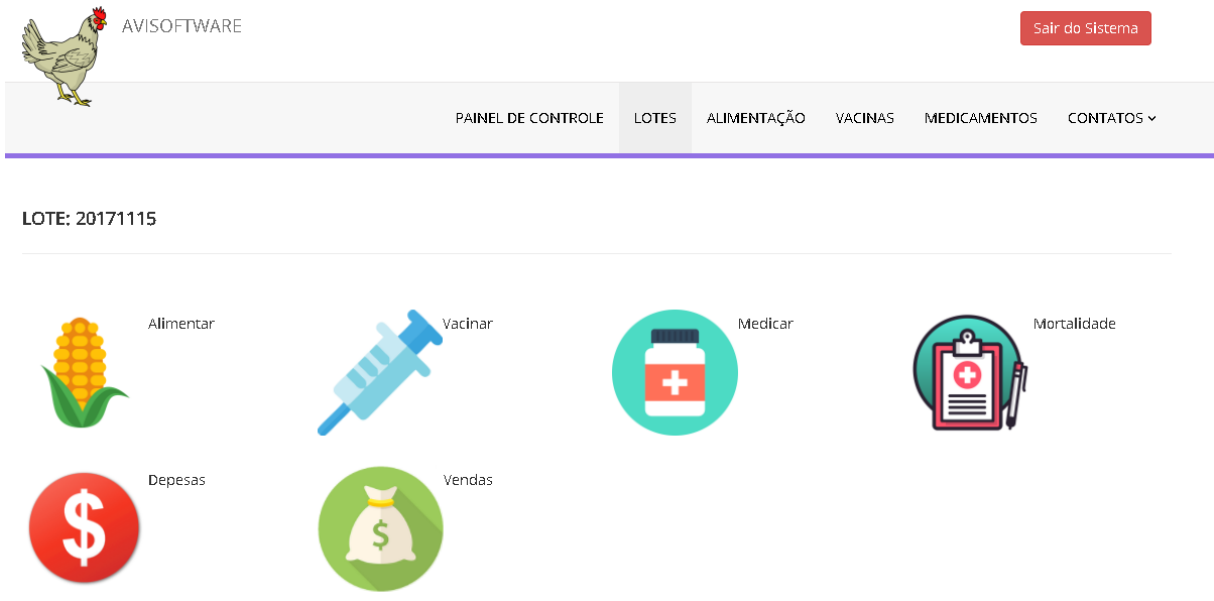 AVISOFTWARE
Sair do Sistema
PAINEL DE CONTROLE LOTES ALIMENTAÇÃO VACINAS MEDICAMENTOS CONTATOS
LOTE: 20171115
Alimentar Vacinar Medicar Mortalidade
Depesas Vendas